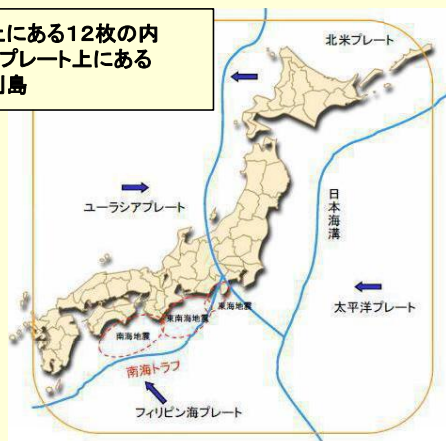 上にある12枚の内
プレート上にある
列島
北米プレート
ユーラシアプレート
日本海溝
太平洋プレート
東海地震
東南海地震
南海地震
南海トラフ
フィリピン海プレート